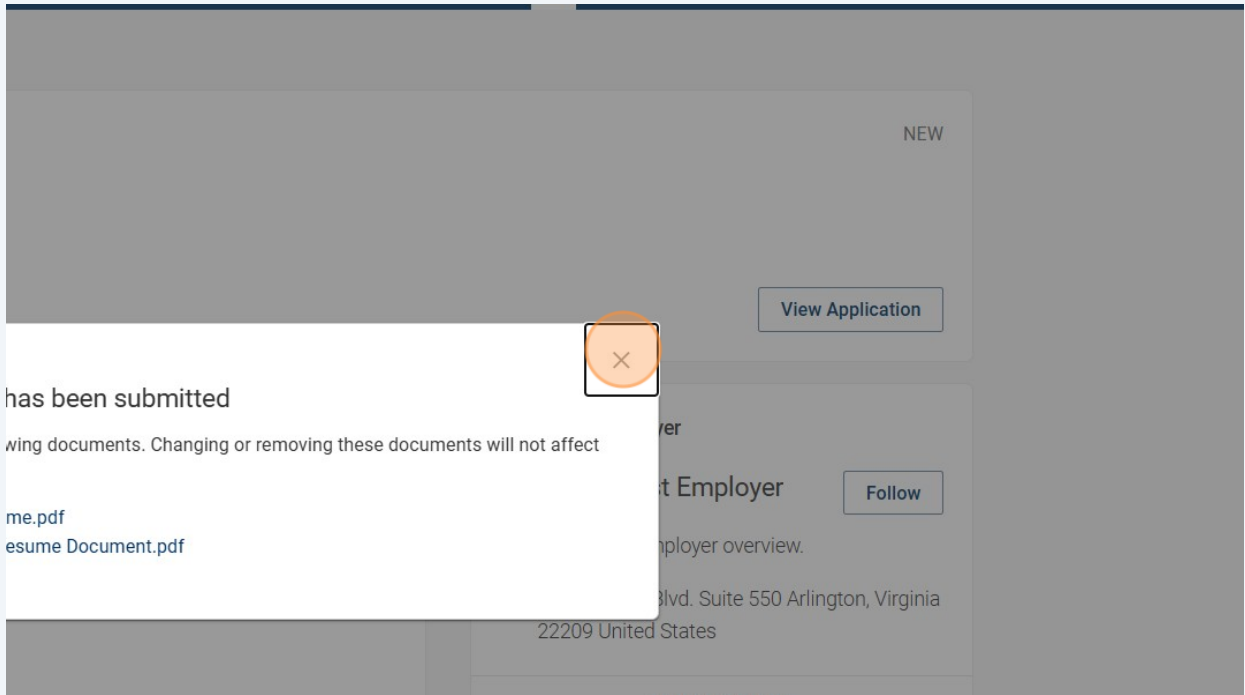 NEW
View Application
has been submitted
wing documents. Changing or removing these documents will not affect
me.pdf
esume Document.pdf
yer
t Employer
Follow
nployer overview.
Blvd. Suite 550 Arlington, Virginia
22209 United States